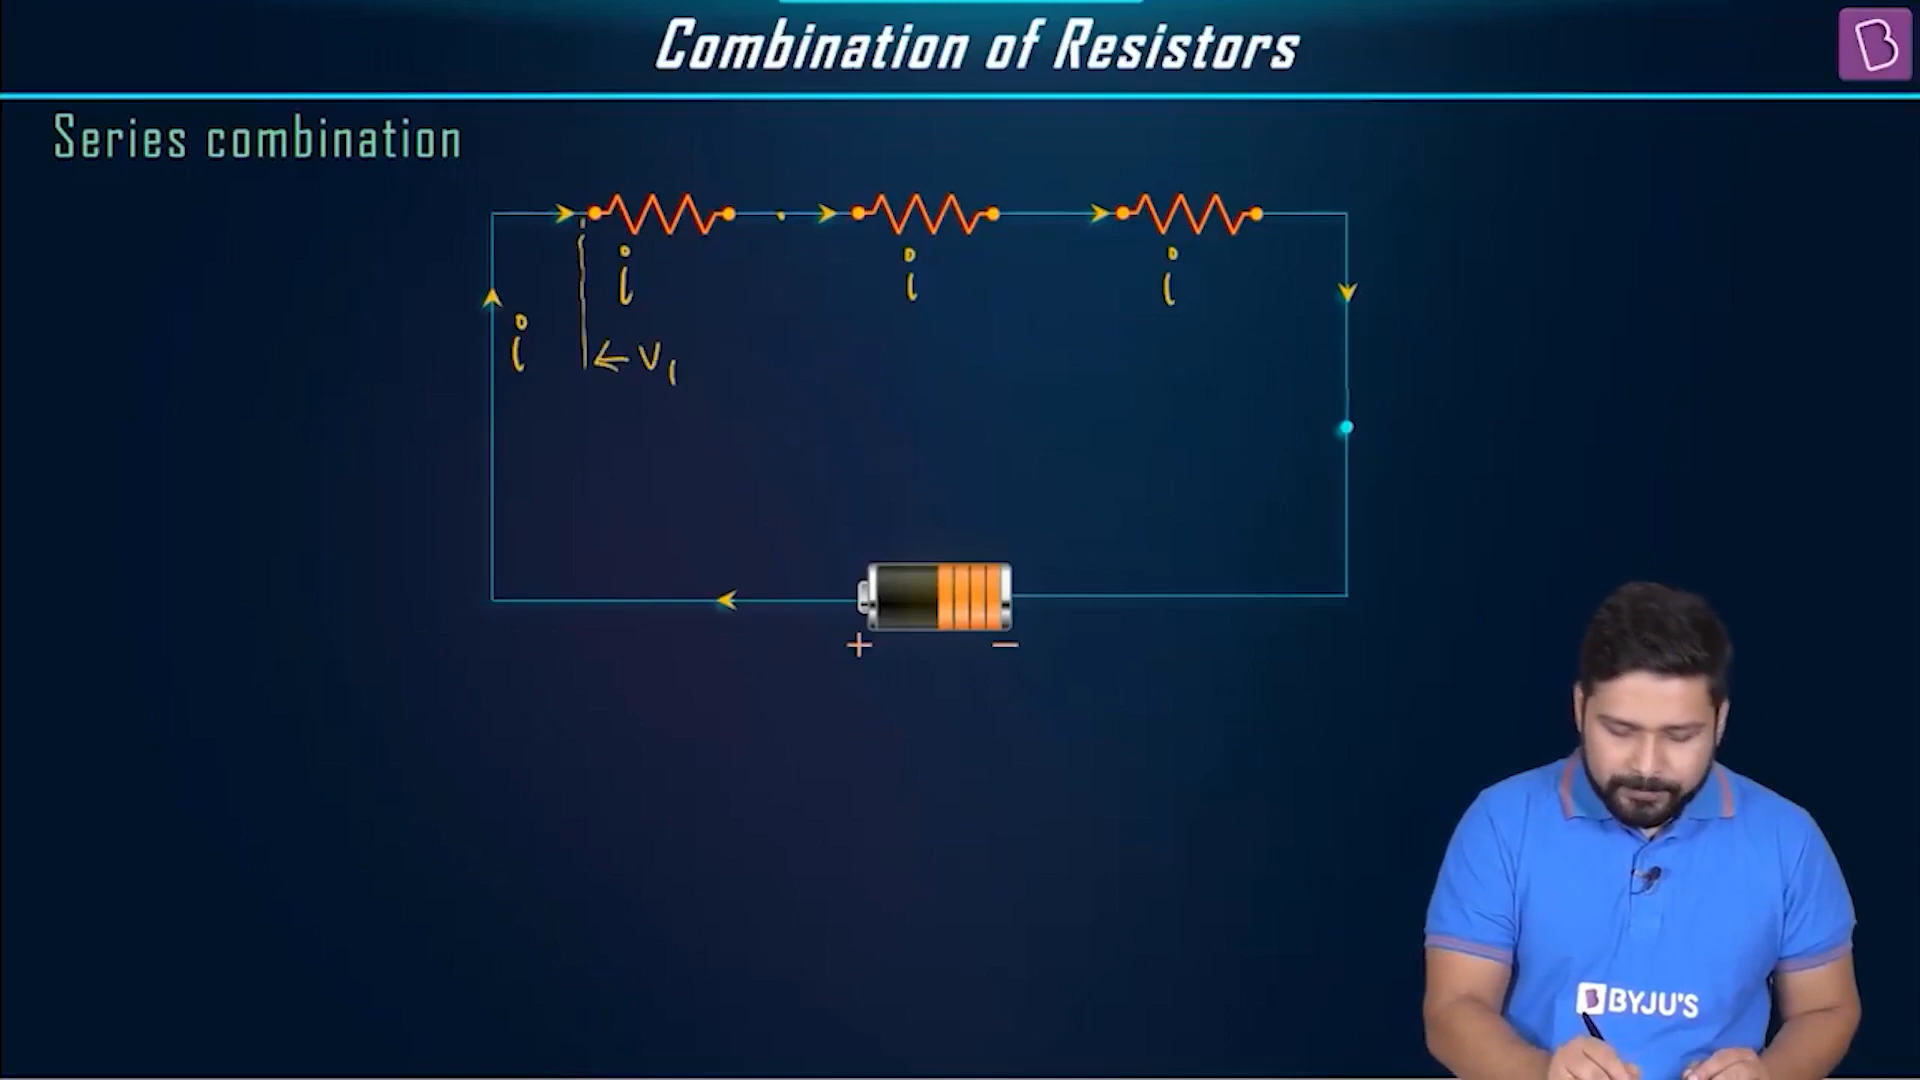 Combination of Resistors
B
Series combination
i i i
i
← V1
+ −
BYJU'S